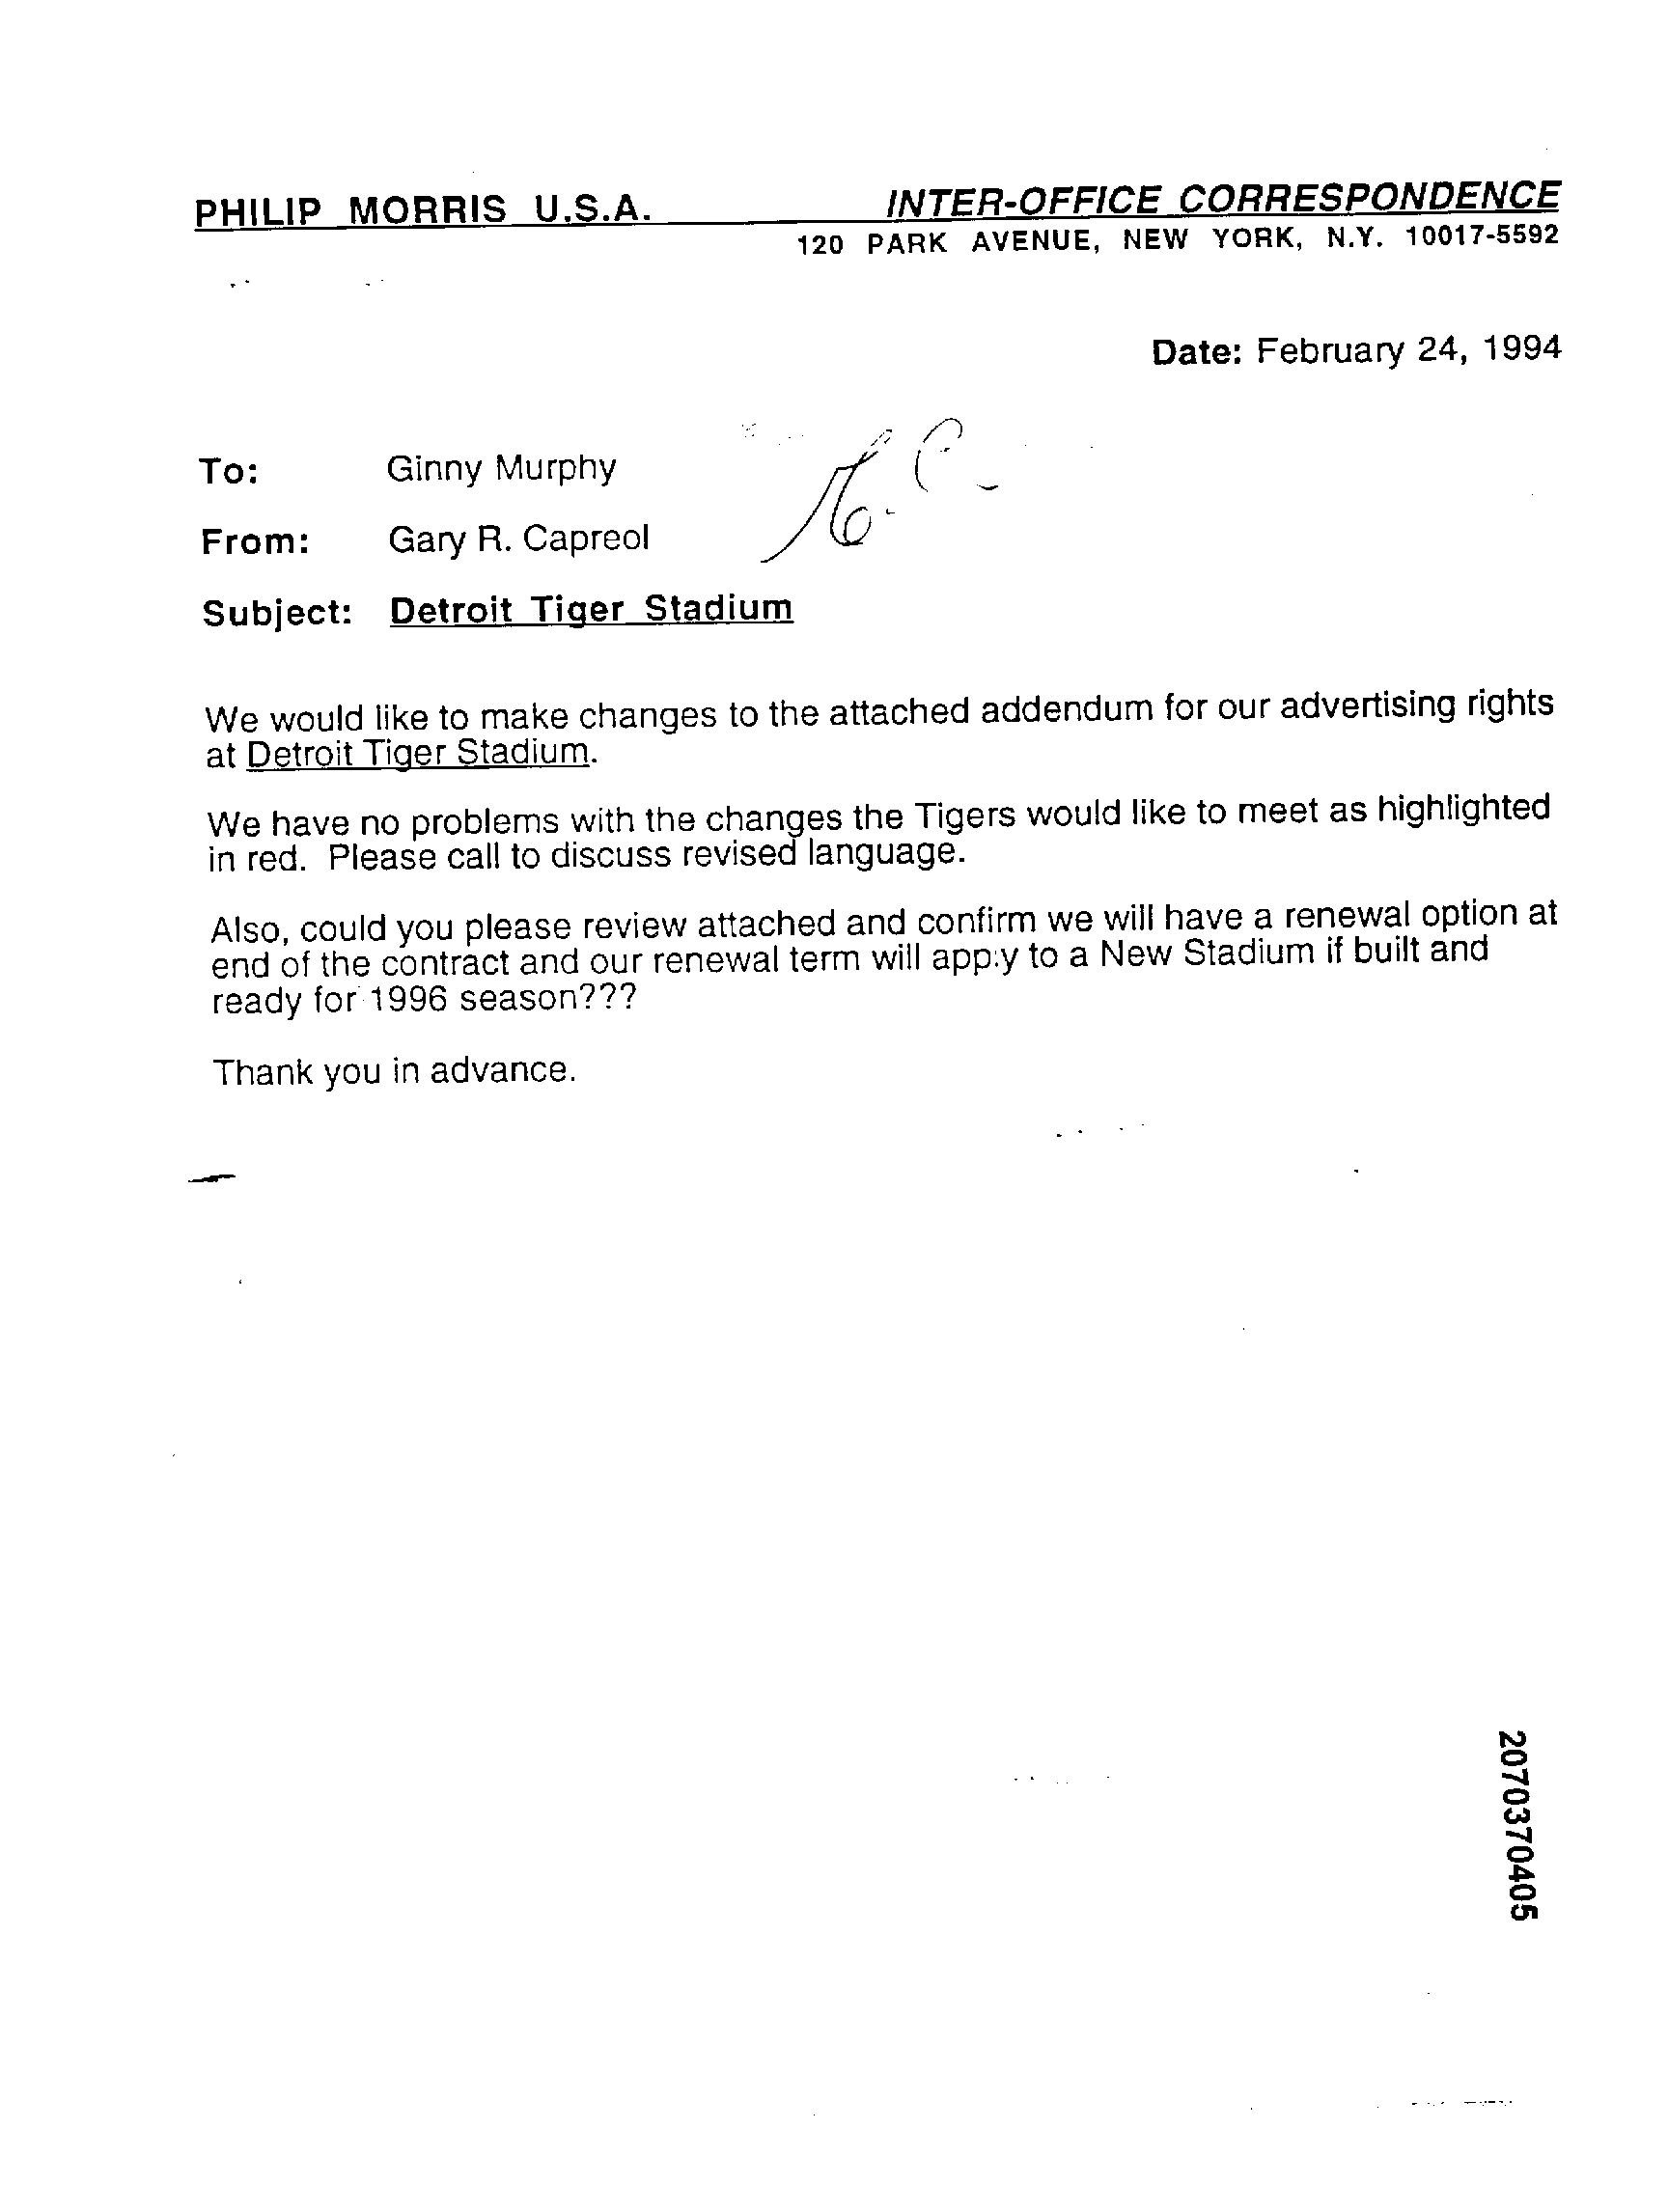 PHILIP MORRIS U.S.A. INTER-OFFICE CORRESPONDENCE
120 PARK AVENUE, NEW YORK, N.Y. 10017-5592
Date: February 24, 1994
To: Ginny Murphy
From: Gary R. Capreol
Subject: Detroit Tiger Stadium
We would like to make changes to the attached addendum for our advertising rights
at Detroit Tiger Stadium.
We have no problems with the changes the Tigers would like to meet as highlighted
in red. Please call to discuss revised language.
Also, could you please review attached and confirm we will have a renewal option at
end of the contract and our renewal term will apply to a New Stadium if built and
ready for 1996 season???
Thank you in advance.
2070370405